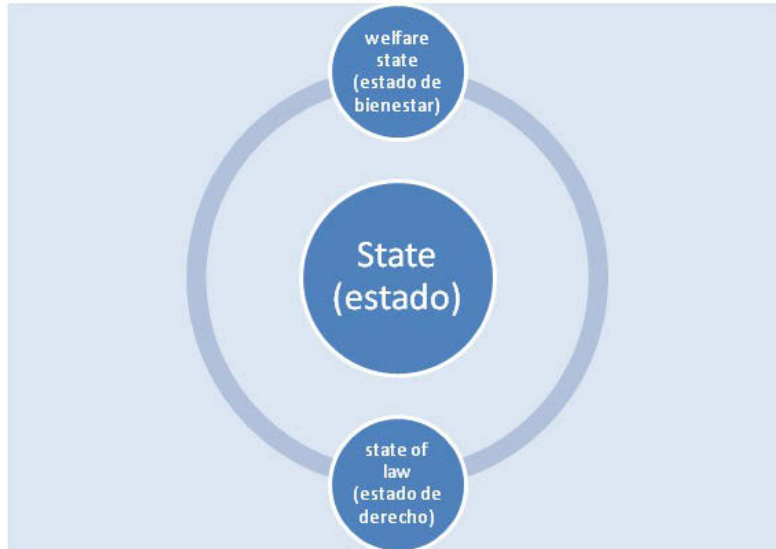 welfare
state
(estado de
bienestar)
State
(estado)
state of
law
(estado de
derecho)